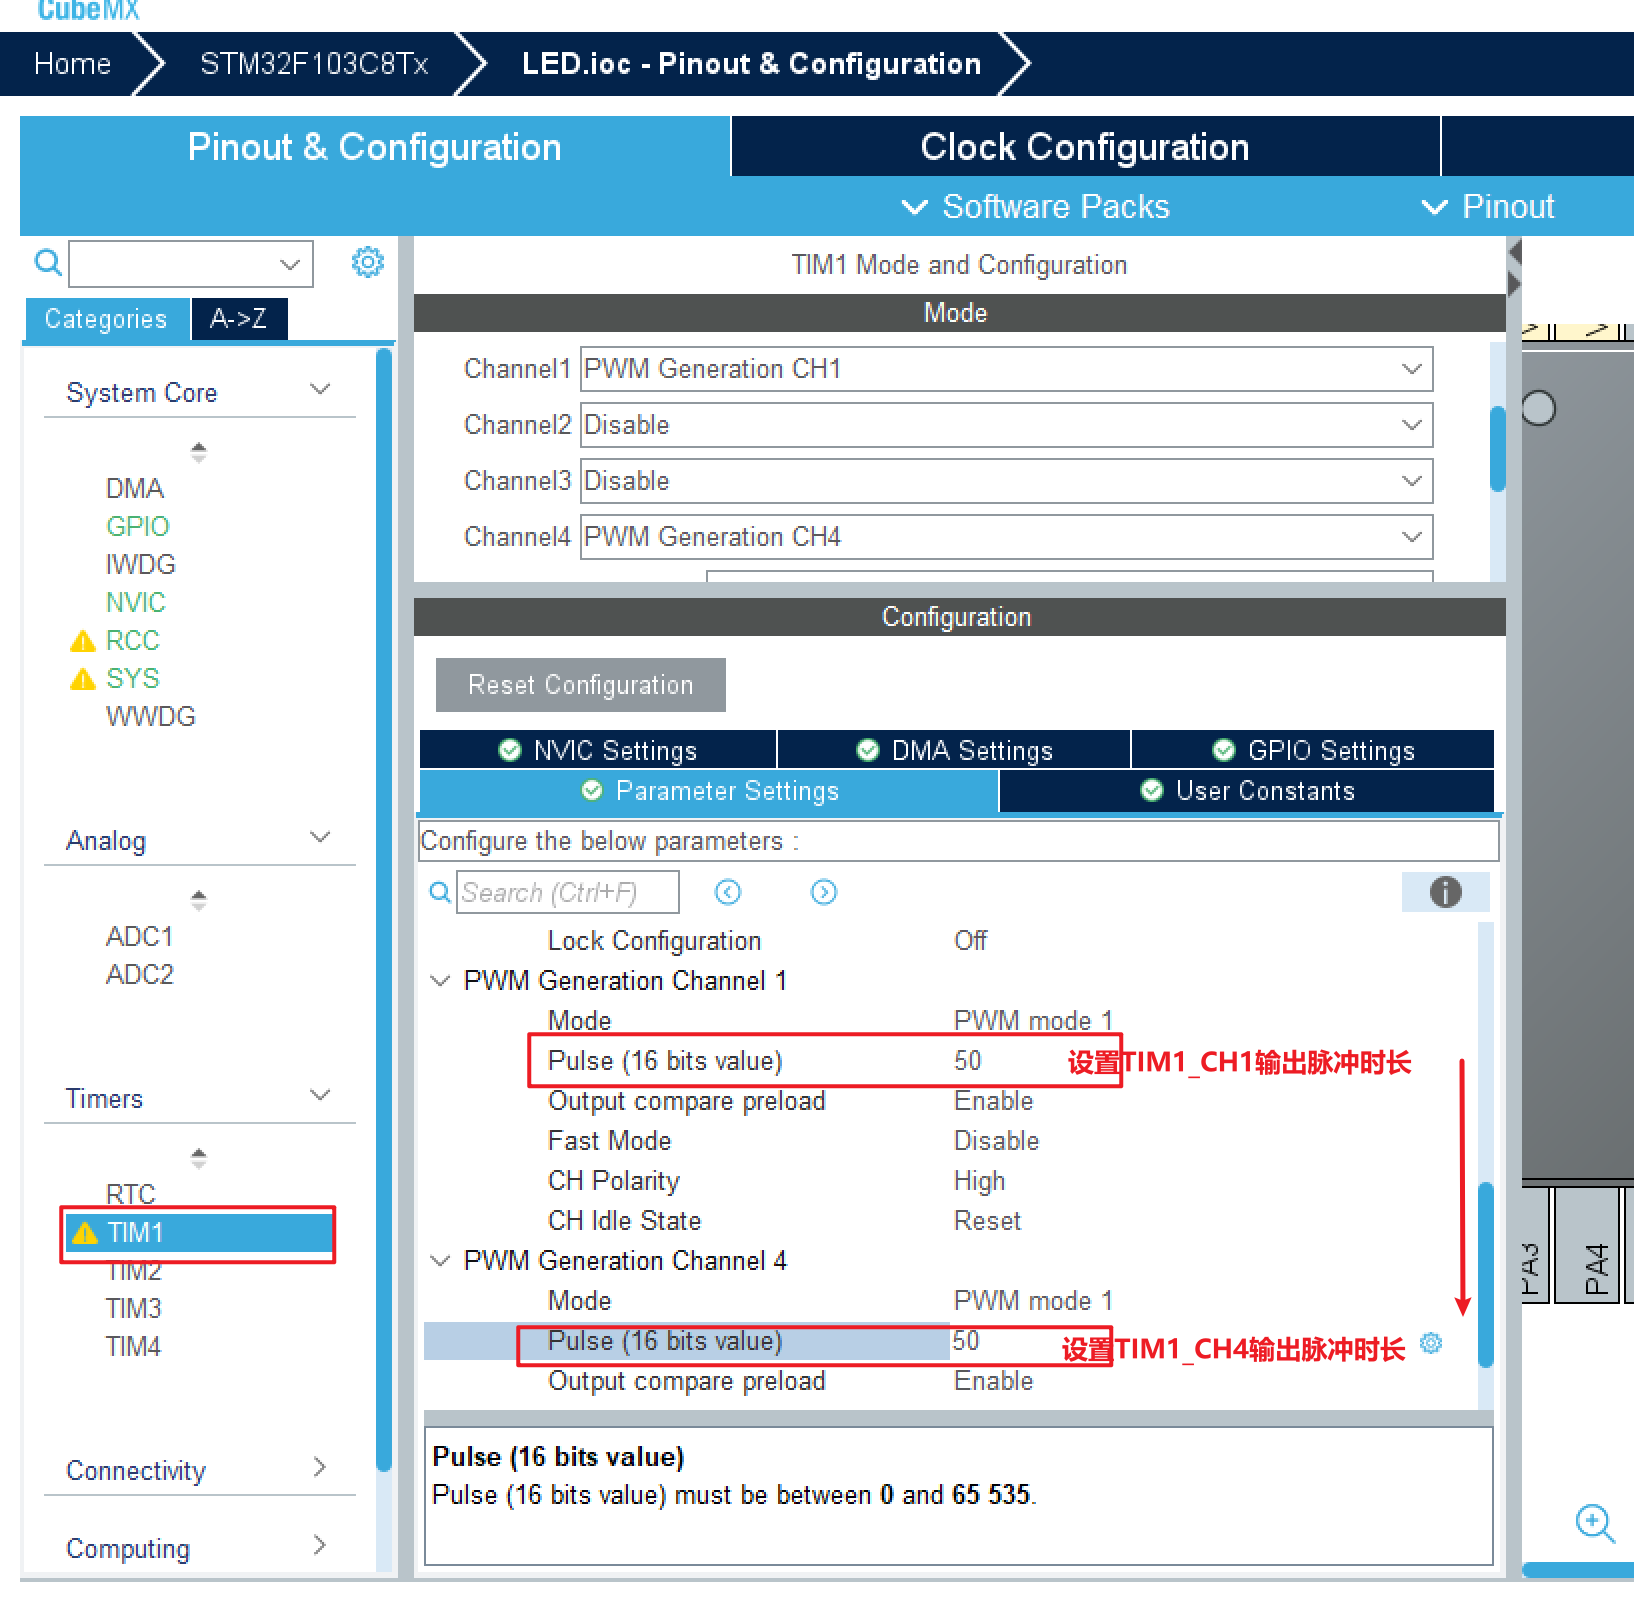 CubeMX
Home STM32F103C8Tx LED.ioc - Pinout & Configuration
Pinout & Configuration Clock Configuration
Software Packs Pinout
Categories A->Z
System Core
DMA
GPIO
IWDG
NVIC
RCC
SYS
WWDG
Analog
ADC1
ADC2
Timers
RTC
TIM1
TIM2
TIM3
TIM4
Connectivity
Computing
TIM1 Mode and Configuration
Mode
Channel1 PWM Generation CH1
Channel2 Disable
Channel3 Disable
Channel4 PWM Generation CH4
Configuration
Reset Configuration
NVIC Settings DMA Settings GPIO Settings
Parameter Settings User Constants
Configure the below parameters :
Search (Ctrl+F)
Lock Configuration Off
PWM Generation Channel 1
Mode PWM mode 1
Pulse (16 bits value) 50 设置TIM1_CH1输出脉冲时长
Output compare preload Enable
Fast Mode Disable
CH Polarity High
CH Idle State Reset
PWM Generation Channel 4
Mode PWM mode 1
Pulse (16 bits value) 50 设置TIM1_CH4输出脉冲时长
Output compare preload Enable
Pulse (16 bits value)
Pulse (16 bits value) must be between 0 and 65 535.
PA3
PA4